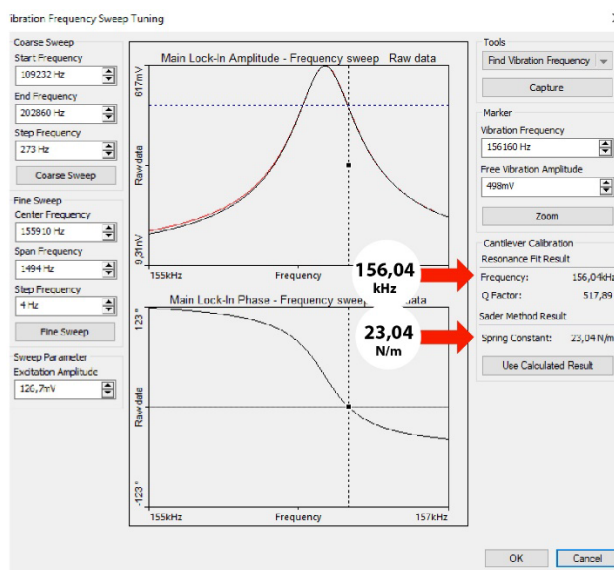 ibration Frequency Sweep Tuning
Coarse Sweep
Start Frequency
109232 Hz
End Frequency
202860 Hz
Step Frequency
273 Hz
Coarse Sweep
Fine Sweep
Center Frequency
155910 Hz
Span Frequency
1494 Hz
Step Frequency
4 Hz
Fine Sweep
Sweep Parameter
Excitation Amplitude
126,7mV
Main Lock-In Amplitude - Frequency sweep Raw data
617mV
Raw data
9,31mV
155kHz Frequency
Main Lock-In Phase - Frequency sweep data
123°
Raw data
-123°
155kHz Frequency 157kHz
156,04
kHz
23,04
N/m
Tools
Find Vibration Frequency
Capture
Marker
Vibration Frequency
156160 Hz
Free Vibration Amplitude
498mV
Zoom
Cantilever Calibration
Resonance Fit Result
Frequency: 156,04kHz
Q Factor: 517,89
Sader Method Result
Spring Constant: 23,04 N/m
Use Calculated Result
OK Cancel